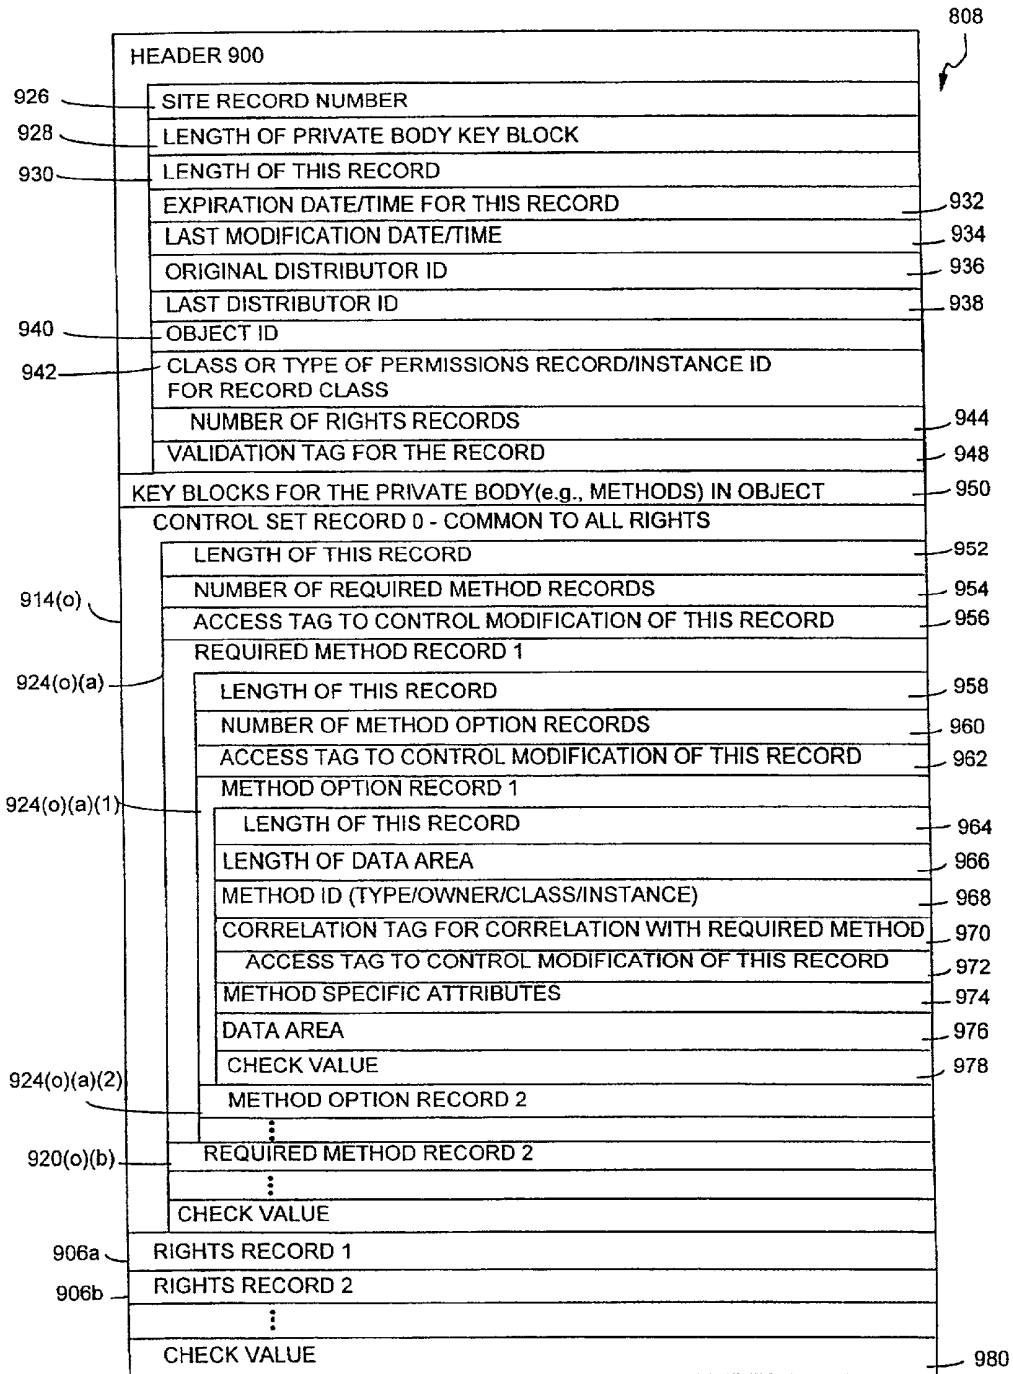 808
HEADER 900
926 SITE RECORD NUMBER
928 LENGTH OF PRIVATE BODY KEY BLOCK
930 LENGTH OF THIS RECORD
EXPIRATION DATE/TIME FOR THIS RECORD 932
LAST MODIFICATION DATE/TIME 934
ORIGINAL DISTRIBUTOR ID 936
LAST DISTRIBUTOR ID 938
940 OBJECT ID
942 CLASS OR TYPE OF PERMISSIONS RECORD/INSTANCE ID
FOR RECORD CLASS
NUMBER OF RIGHTS RECORDS 944
VALIDATION TAG FOR THE RECORD 948
KEY BLOCKS FOR THE PRIVATE BODY(e.g., METHODS) IN OBJECT 950
CONTROL SET RECORD 0 - COMMON TO ALL RIGHTS
LENGTH OF THIS RECORD 952
914(o) NUMBER OF REQUIRED METHOD RECORDS 954
ACCESS TAG TO CONTROL MODIFICATION OF THIS RECORD 956
REQUIRED METHOD RECORD 1
924(o)(a) LENGTH OF THIS RECORD 958
NUMBER OF METHOD OPTION RECORDS 960
ACCESS TAG TO CONTROL MODIFICATION OF THIS RECORD 962
METHOD OPTION RECORD 1
924(o)(a)(1) LENGTH OF THIS RECORD 964
LENGTH OF DATA AREA 966
METHOD ID (TYPE/OWNER/CLASS/INSTANCE) 968
CORRELATION TAG FOR CORRELATION WITH REQUIRED METHOD 970
ACCESS TAG TO CONTROL MODIFICATION OF THIS RECORD 972
METHOD SPECIFIC ATTRIBUTES 974
DATA AREA 976
CHECK VALUE 978
924(o)(a)(2) METHOD OPTION RECORD 2
920(o)(b) REQUIRED METHOD RECORD 2
CHECK VALUE
906a RIGHTS RECORD 1
906b RIGHTS RECORD 2
CHECK VALUE 980